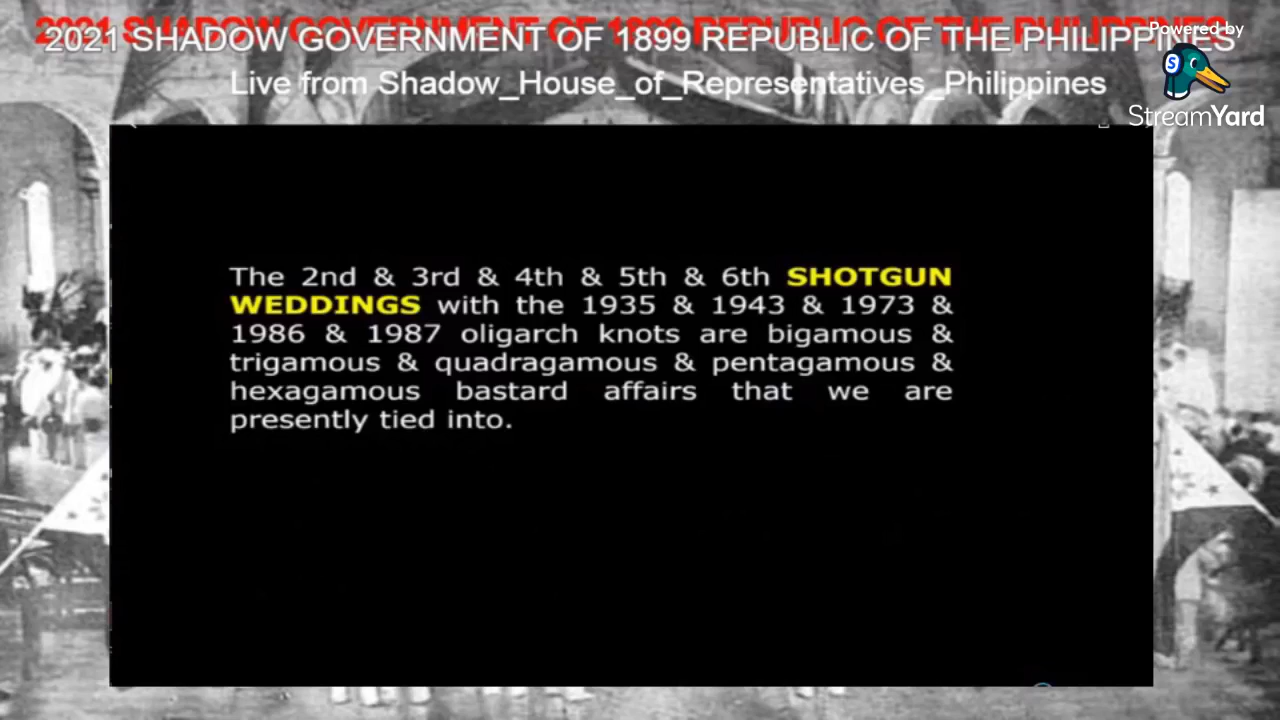 2021 SHADOW GOVERNMENT OF 1899 REPUBLIC OF THE PHILIPPINES
Powered by
Live from Shadow_House_of_Representatives_Philippines
S
StreamYard
The 2nd & 3rd & 4th & 5th & 6th SHOTGUN
WEDDINGS with the 1935 & 1943 & 1973 &
1986 & 1987 oligarch knots are bigamous &
trigamous & quadragamous & pentagamous &
hexagamous bastard affairs that we are
presently tied into.